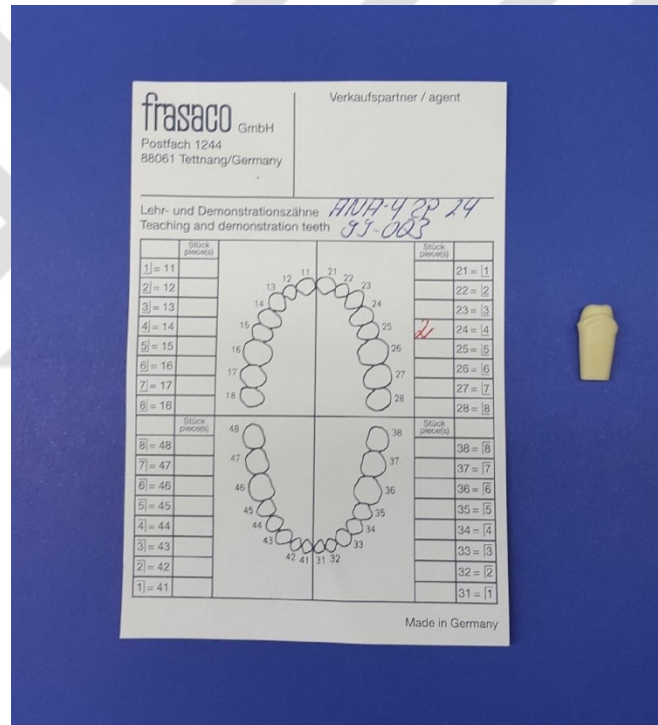 frasaco GmbH
Postfach 1244
88061 Tettnang/Germany
Verkaufspartner / agent
Lehr- und Demonstrationszähne ANA-4 ZP 24
Teaching and demonstration teeth 99-003
Stück piece(s)
1 = 11
2 = 12
3 = 13
4 = 14
5 = 15
6 = 16
7 = 17
8 = 18
Stück piece(s)
8 = 48
7 = 47
6 = 46
5 = 45
4 = 44
3 = 43
2 = 42
1 = 41
11 21
12 22
13 23
14 24
15 25
16 26
17 27
18 28
48 38
47 37
46 36
45 35
44 34
43 33
42 41 31 32
Stück piece(s)
21 = 1
22 = 2
23 = 3
2 24 = 4
25 = 5
26 = 6
27 = 7
28 = 8
Stück piece(s)
38 = 8
37 = 7
36 = 6
35 = 5
34 = 4
33 = 3
32 = 2
31 = 1
Made in Germany